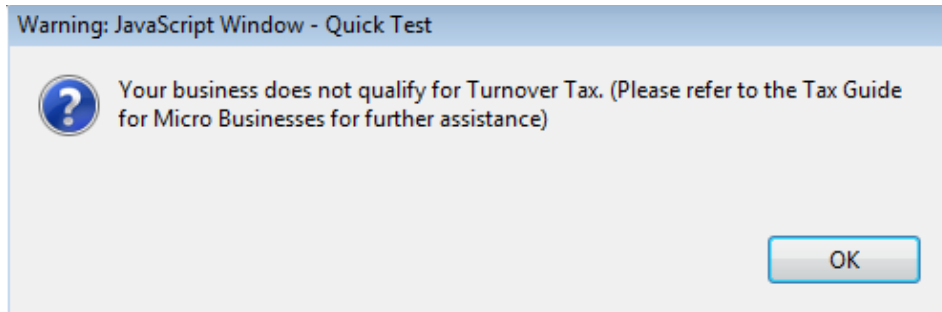 Warning: JavaScript Window - Quick Test
Your business does not qualify for Turnover Tax. (Please refer to the Tax Guide
for Micro Businesses for further assistance)
OK